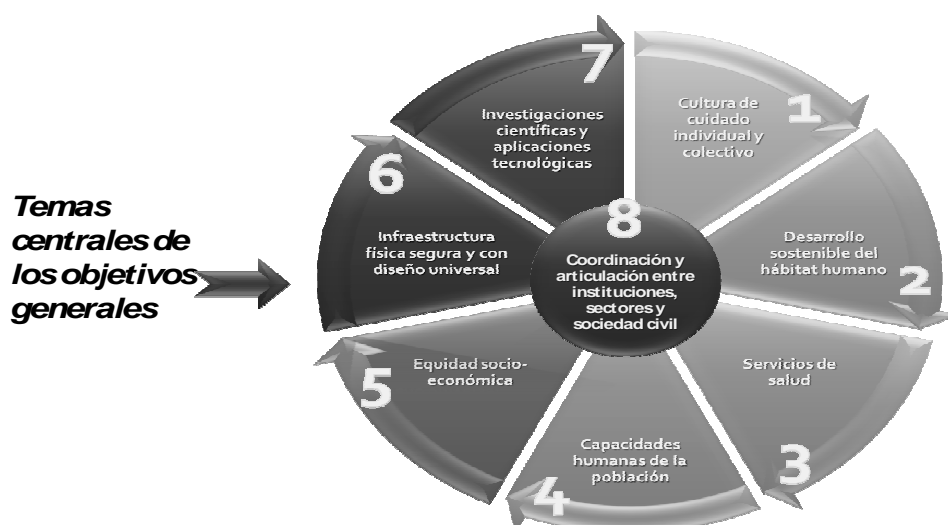 Temas
centrales de
los objetivos
generales
1
Cultura de
cuidado
individual y
colectivo
2
Desarrollo
sostenible del
hábitat humano
3
Servicios de
salud
4
Capacidades
humanas de la
población
5
Equidad socio-
económica
6
Infraestructura
física segura y con
diseño universal
7
Investigaciones
científicas y
aplicaciones
tecnológicas
8
Coordinación y
articulación entre
instituciones,
sectores y
sociedad civil